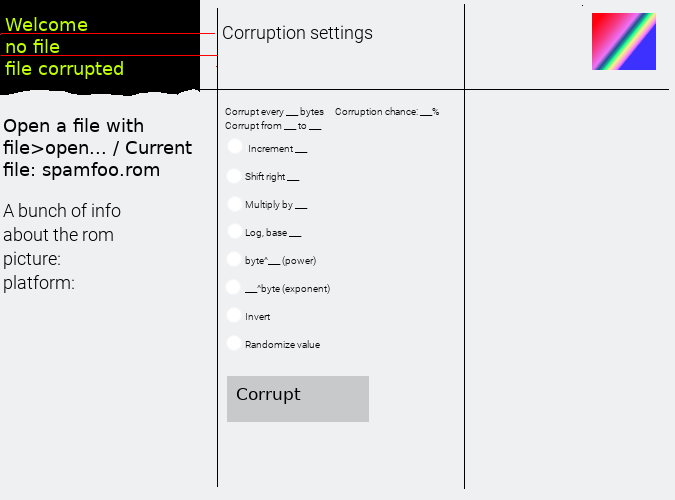 Welcome
no file
file corrupted
Open a file with
file>open... / Current
file: spamfoo.rom
A bunch of info
about the rom
picture:
platform:
Corruption settings
Corrupt every ___ bytes Corruption chance: ___%
Corrupt from ___ to ___
Increment ___
Shift right ___
Multiply by ___
Log, base ___
byte^___ (power)
___^byte (exponent)
Invert
Randomize value
Corrupt